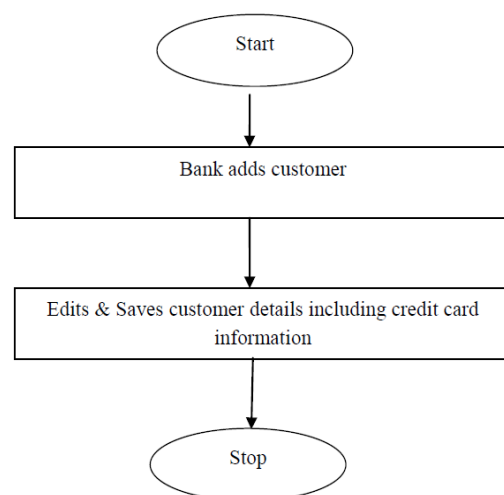 Start
Bank adds customer
Edits & Saves customer details including credit card
information
Stop